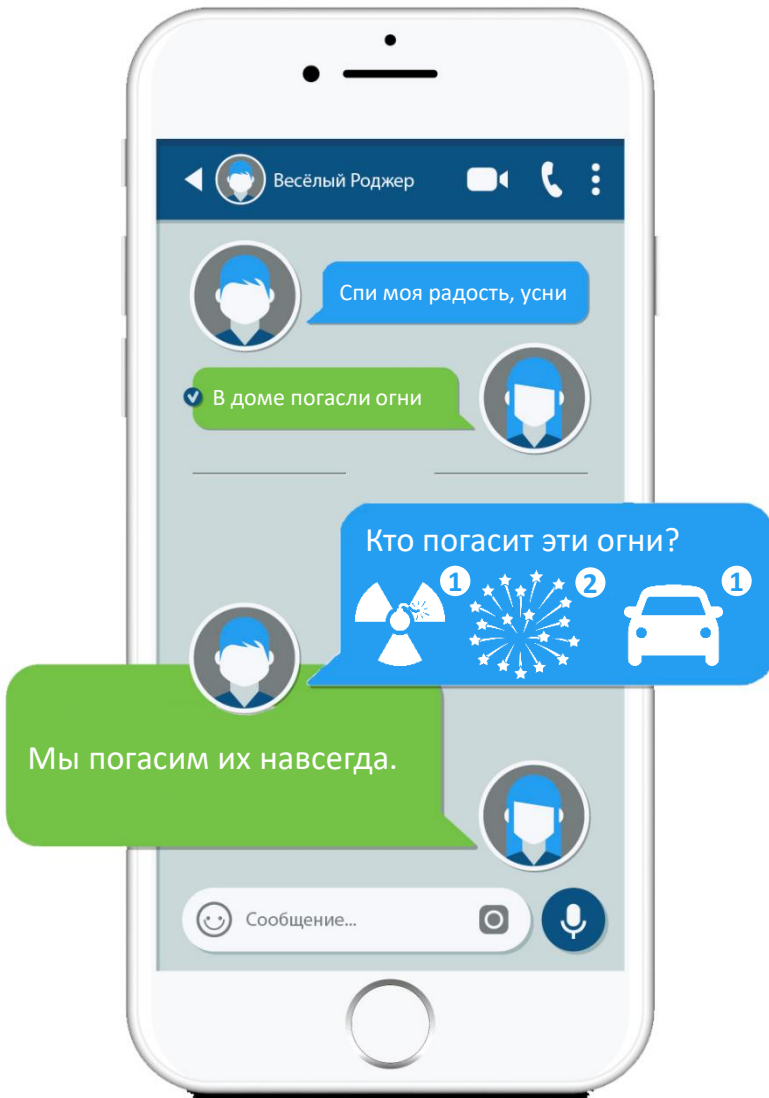 Весёлый Роджер
Спи моя радость, усни
В доме погасли огни
Кто погасит эти огни?
1 2 1
Мы погасим их навсегда.
Сообщение...